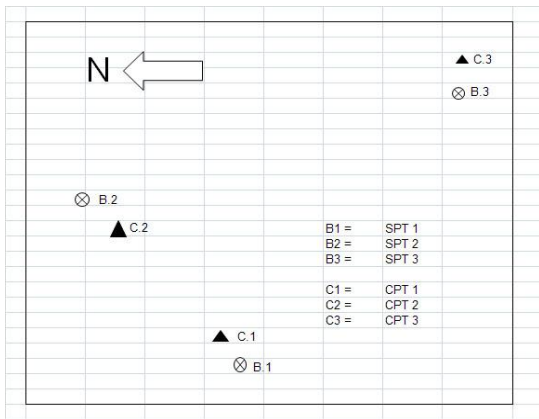 N
C.3
B.3
B.2
C.2
B1 = SPT 1
B2 = SPT 2
B3 = SPT 3
C1 = CPT 1
C2 = CPT 2
C3 = CPT 3
C.1
B.1